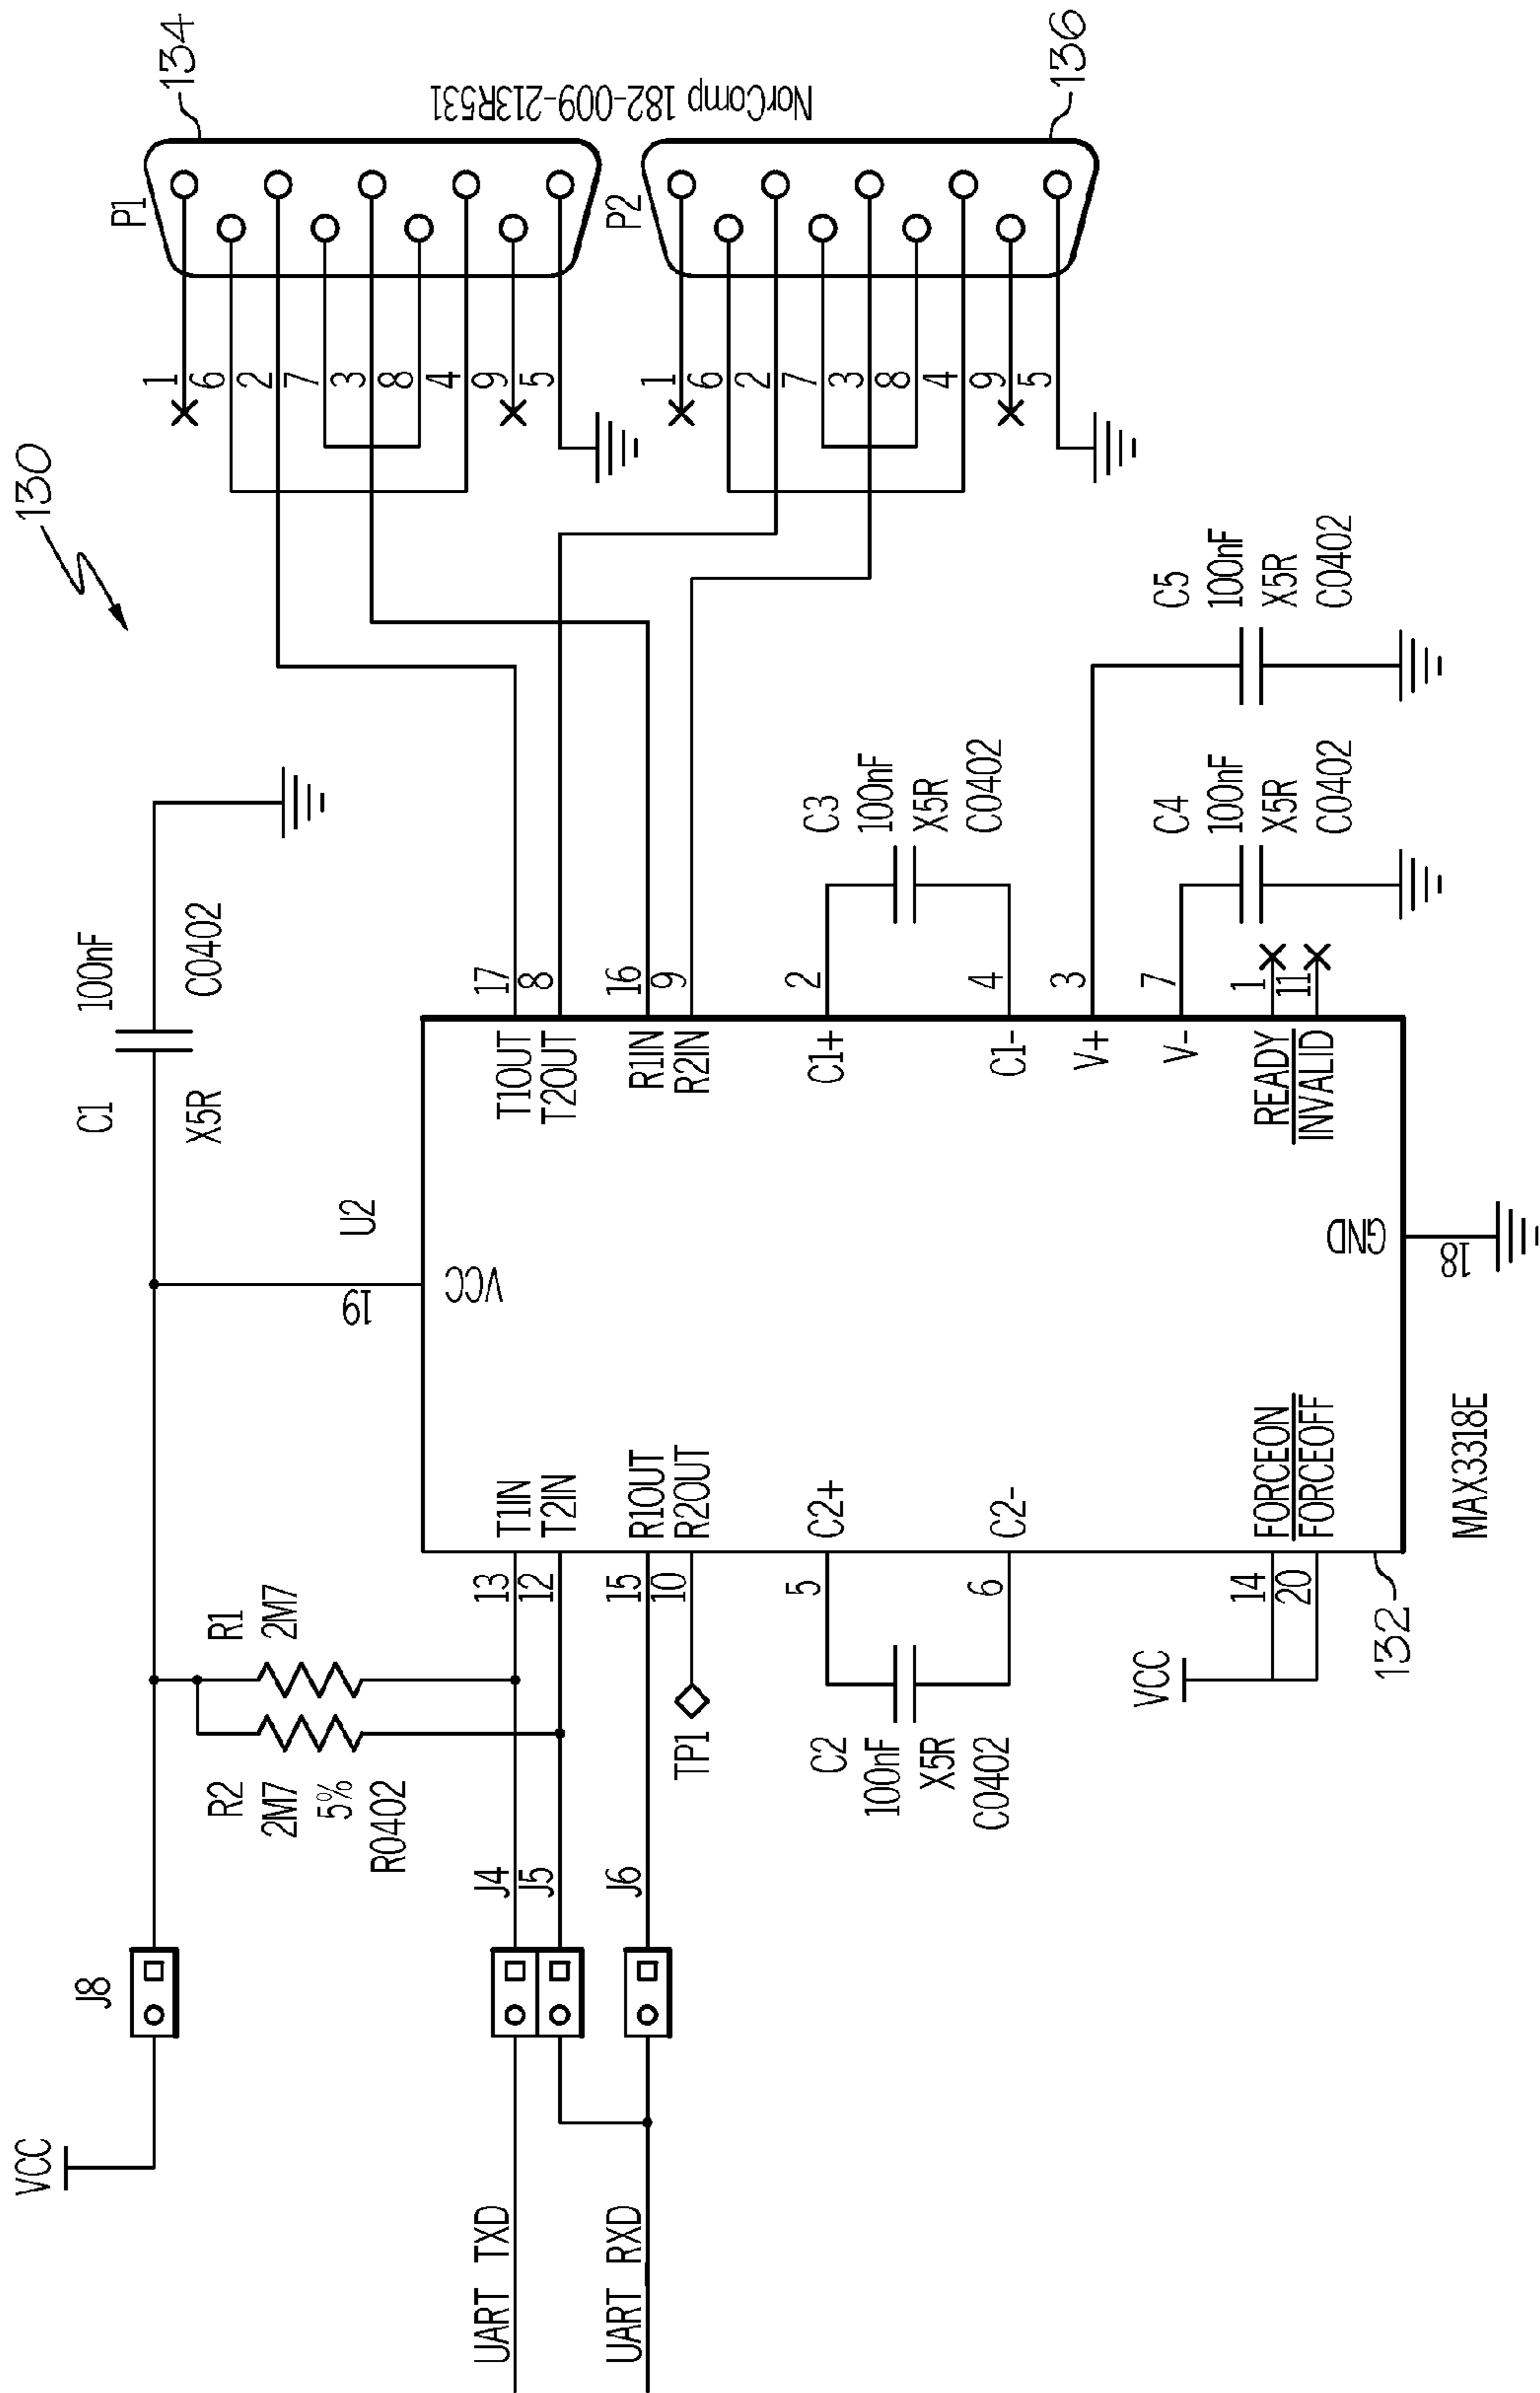 130
VCC
J8
R1
2M7
R2
2M7
5%
R0402
C1
100nF
X5R
C0402
U2
19
VCC
UART TXD
UART RXD
J4
J5
J6
13
12
15
10
TP1
T1IN
T2IN
R1OUT
R2OUT
5
C2+
6
C2-
C2
100nF
X5R
C0402
VCC
14
20
FORCEON
FORCEOFF
132
MAX3318E
GND
18
T1OUT
T2OUT
R1IN
R2IN
17
8
16
9
C1+
2
C1-
4
C3
100nF
X5R
C0402
V+
3
V-
7
READY
1
INVALID
11
C4
100nF
X5R
C0402
C5
100nF
X5R
C0402
P1
134
1
6
2
7
3
8
4
9
5
NorComp 182-009-213R531
P2
136
1
6
2
7
3
8
4
9
5